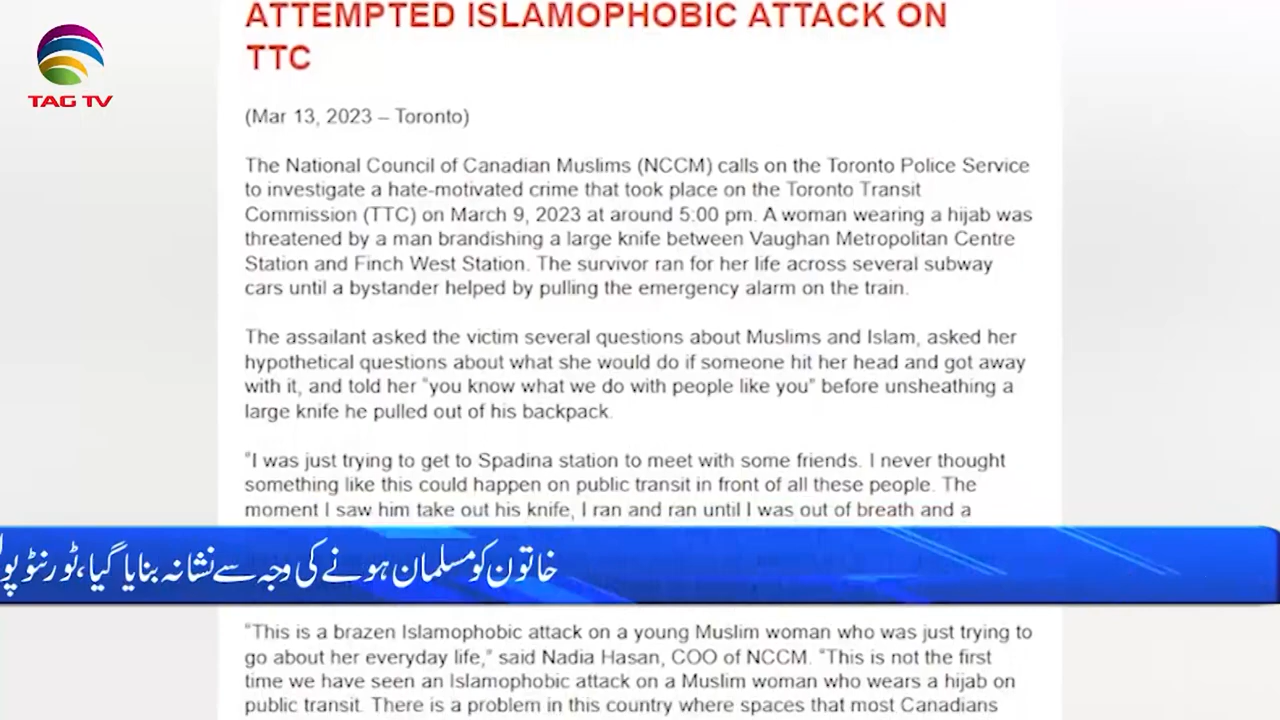 ATTEMPTED ISLAMOPHOBIC ATTACK ON
TTC
TAG TV
(Mar 13, 2023 – Toronto)
The National Council of Canadian Muslims (NCCM) calls on the Toronto Police Service
to investigate a hate-motivated crime that took place on the Toronto Transit
Commission (TTC) on March 9, 2023 at around 5:00 pm. A woman wearing a hijab was
threatened by a man brandishing a large knife between Vaughan Metropolitan Centre
Station and Finch West Station. The survivor ran for her life across several subway
cars until a bystander helped by pulling the emergency alarm on the train.
The assailant asked the victim several questions about Muslims and Islam, asked her
hypothetical questions about what she would do if someone hit her head and got away
with it, and told her “you know what we do with people like you” before unsheathing a
large knife he pulled out of his backpack.
“I was just trying to get to Spadina station to meet with some friends. I never thought
something like this could happen on public transit in front of all these people. The
moment I saw him take out his knife, I ran and ran until I was out of breath and a
خاتون کو مسلمان ہونے کی وجہ سے نشانہ بنایا گیا، ٹورنٹو
“This is a brazen Islamophobic attack on a young Muslim woman who was just trying to
go about her everyday life,” said Nadia Hasan, COO of NCCM. “This is not the first
time we have seen an Islamophobic attack on a Muslim woman who wears a hijab on
public transit. There is a problem in this country where spaces that most Canadians